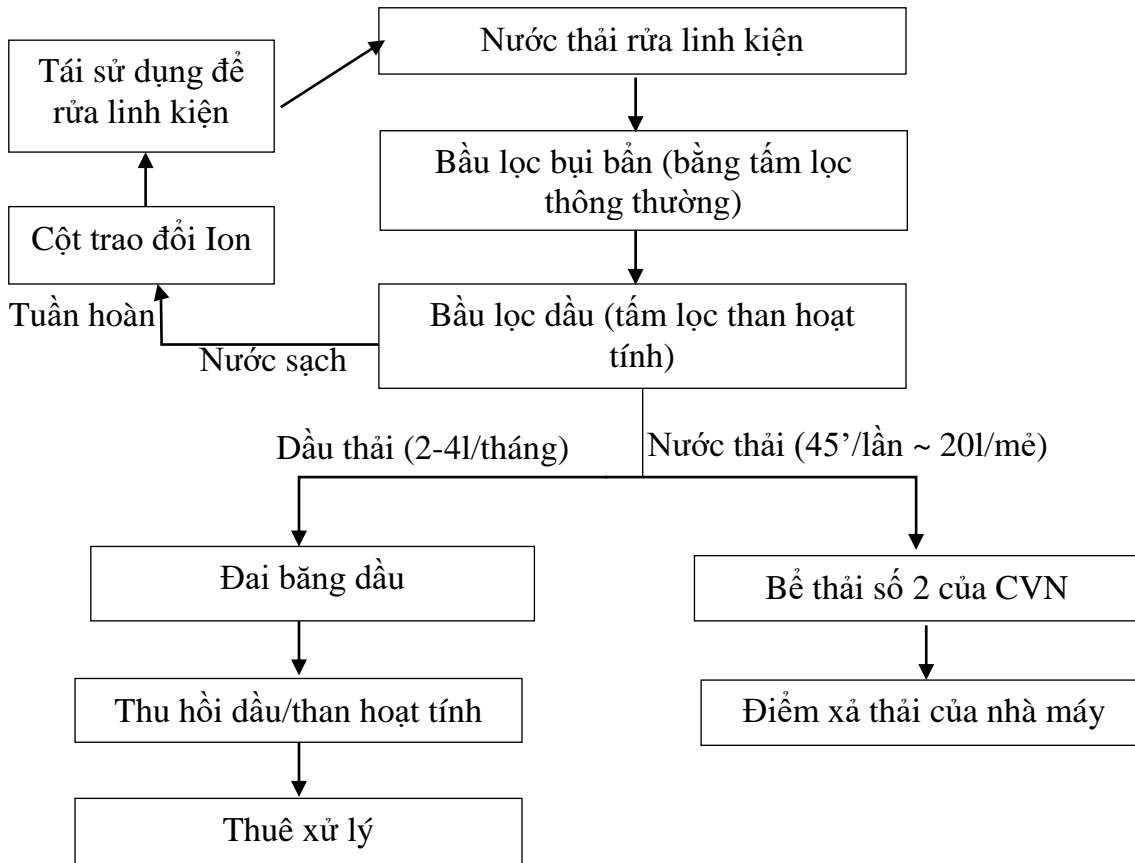 Nước thải rửa linh kiện
Tái sử dụng để
rửa linh kiện
Bầu lọc bụi bẩn (bằng tấm lọc
thông thường)
Cột trao đổi Ion
Tuần hoàn
Bầu lọc dầu (tấm lọc than hoạt
tính)
Nước sạch
Dầu thải (2-4l/tháng)
Nước thải (45’/lần ~ 20l/mẻ)
Đai băng dầu
Bể thải số 2 của CVN
Thu hồi dầu/than hoạt tính
Điểm xả thải của nhà máy
Thuê xử lý